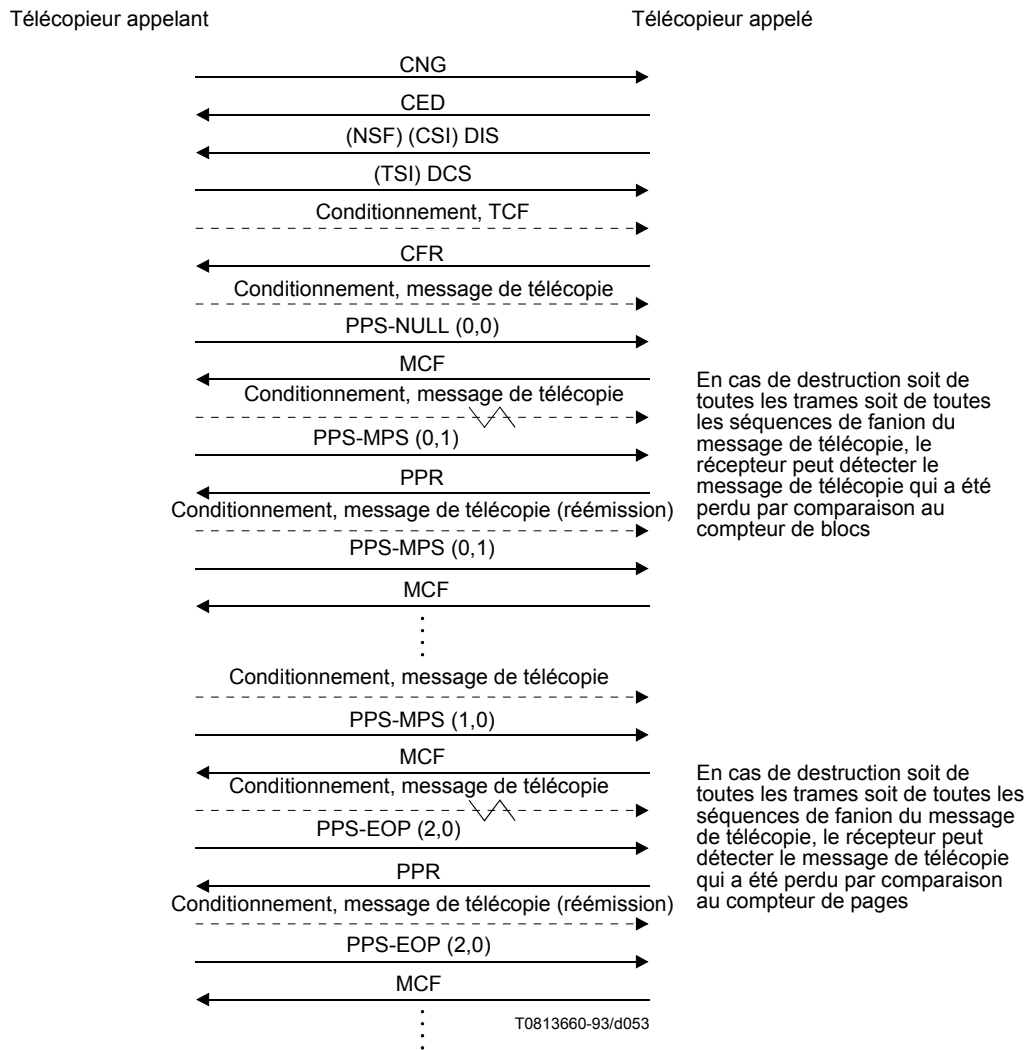 Télécopieur appelant
Télécopieur appelé
CNG
CED
(NSF) (CSI) DIS
(TSI) DCS
Conditionnement, TCF
CFR
Conditionnement, message de télécopie
PPS-NULL (0,0)
MCF
Conditionnement, message de télécopie
PPS-MPS (0,1)
PPR
Conditionnement, message de télécopie (réémission)
PPS-MPS (0,1)
MCF
En cas de destruction soit de
toutes les trames soit de toutes
les séquences de fanion du
message de télécopie, le
récepteur peut détecter le
message de télécopie qui a été
perdu par comparaison au
compteur de blocs
Conditionnement, message de télécopie
PPS-MPS (1,0)
MCF
Conditionnement, message de télécopie
PPS-EOP (2,0)
PPR
Conditionnement, message de télécopie (réémission)
PPS-EOP (2,0)
MCF
En cas de destruction soit de
toutes les trames soit de toutes les
séquences de fanion du message
de télécopie, le récepteur peut
détecter le message de télécopie
qui a été perdu par comparaison
au compteur de pages
T0813660-93/d053